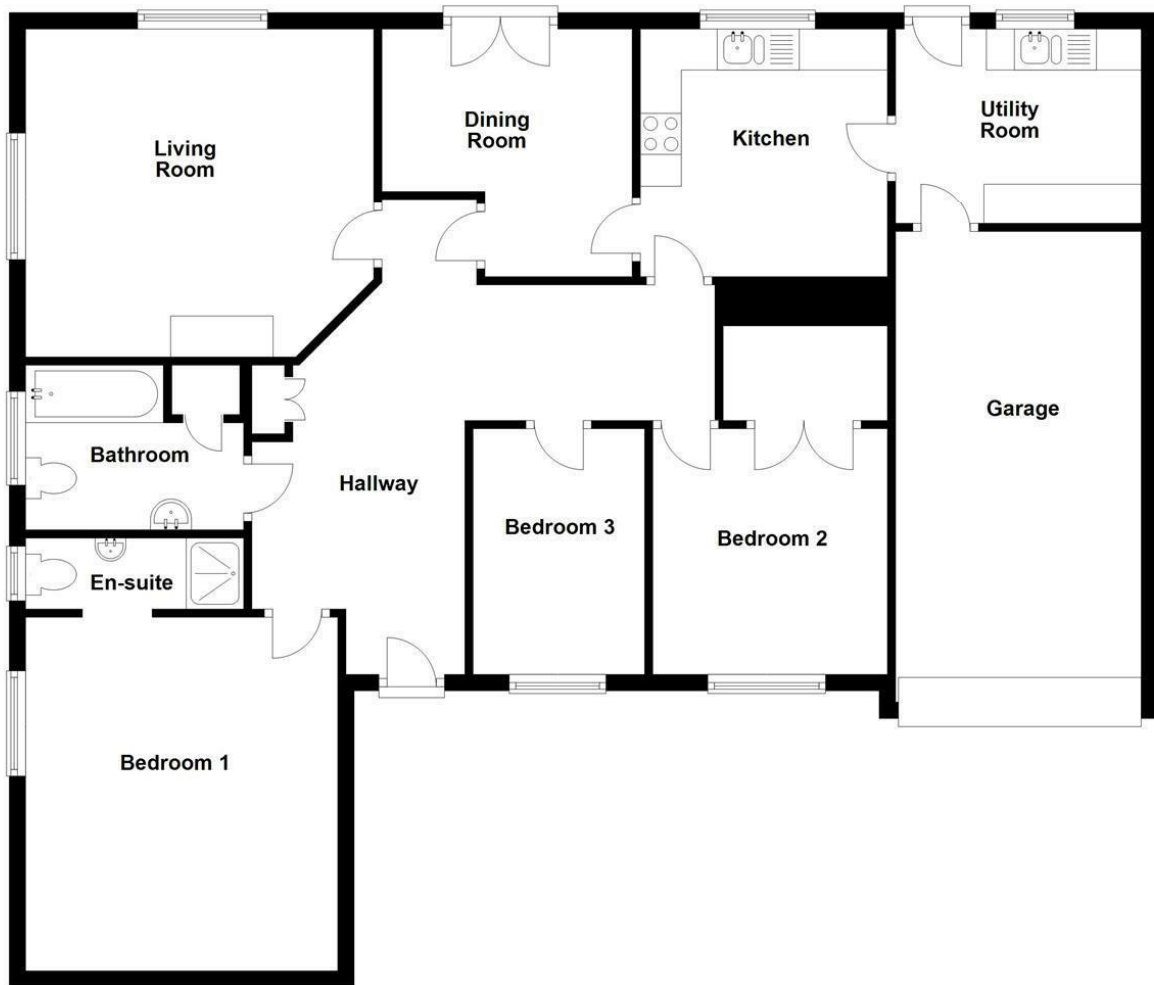 Living
Room
Dining
Room
Kitchen
Utility
Room
Garage
Bathroom
Hallway
Bedroom 3
Bedroom 2
En-suite
Bedroom 1